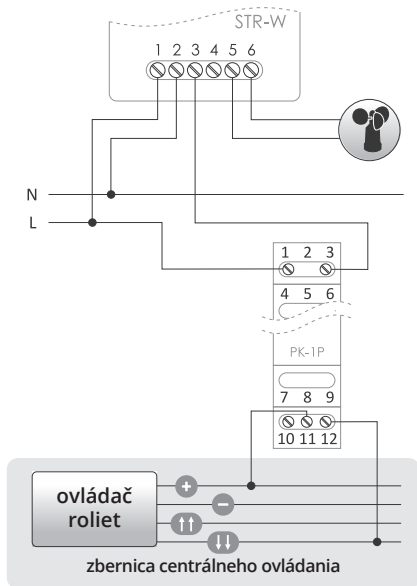 STR-W
1 2 3 4 5 6
N
L
1 2 3
4 5 6
PK-1P
7 8 9
10 11 12
ovládač
roliet
+
−
↑↑
↓↓
zbernica centrálneho ovládania